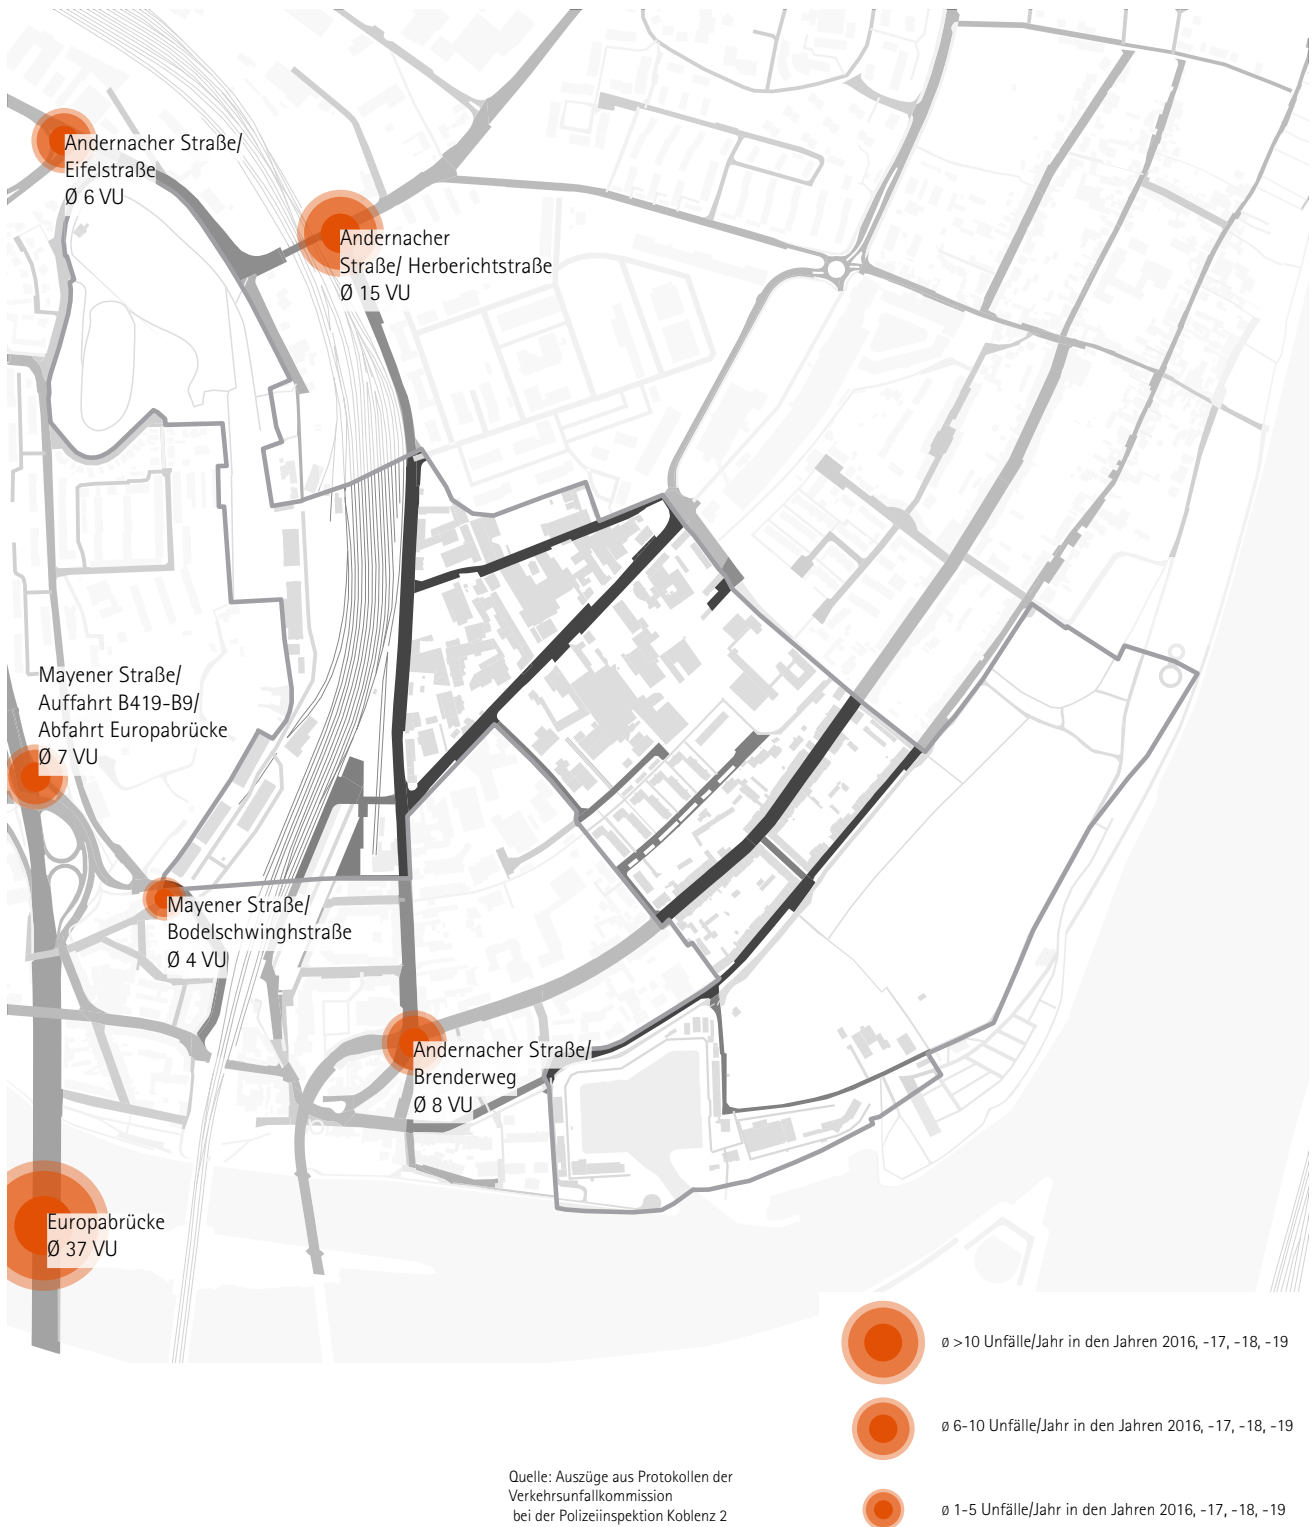 Andernacher Straße/
Eifelstraße
Ø 6 VU
Andernacher
Straße/ Herberichtstraße
Ø 15 VU
Mayener Straße/
Auffahrt B419-B9/
Abfahrt Europabrücke
Ø 7 VU
Mayener Straße/
Bodelschwinghstraße
Ø 4 VU
Andernacher Straße/
Brenderweg
Ø 8 VU
Europabrücke
Ø 37 VU
ø >10 Unfälle/Jahr in den Jahren 2016, -17, -18, -19
ø 6-10 Unfälle/Jahr in den Jahren 2016, -17, -18, -19
ø 1-5 Unfälle/Jahr in den Jahren 2016, -17, -18, -19
Quelle: Auszüge aus Protokollen der
Verkehrsunfallkommission
bei der Polizeiinspektion Koblenz 2